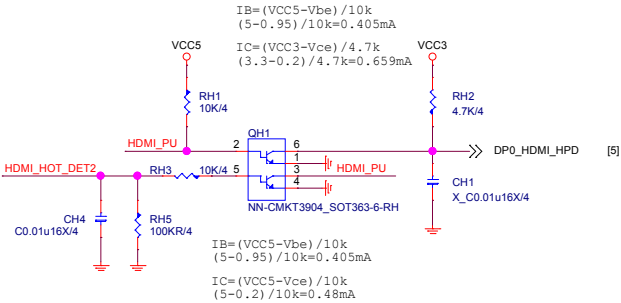 IB=(VCC5-Vbe)/10k
(5-0.95)/10k=0.405mA
IC=(VCC3-Vce)/4.7k
(3.3-0.2)/4.7k=0.659mA
VCC5
VCC3
RH1
10K/4
RH2
4.7K/4
HDMI_PU
2
QH1
6
1
DP0_HDMI_HPD
[5]
HDMI_HOT_DET2
RH3
10K/4
5
3
HDMI_PU
4
CH1
X_C0.01u16X/4
NN-CMKT3904_SOT363-6-RH
CH4
C0.01u16X/4
RH5
100KR/4
IB=(VCC5-Vbe)/10k
(5-0.95)/10k=0.405mA
IC=(VCC5-Vce)/10k
(5-0.2)/10k=0.48mA